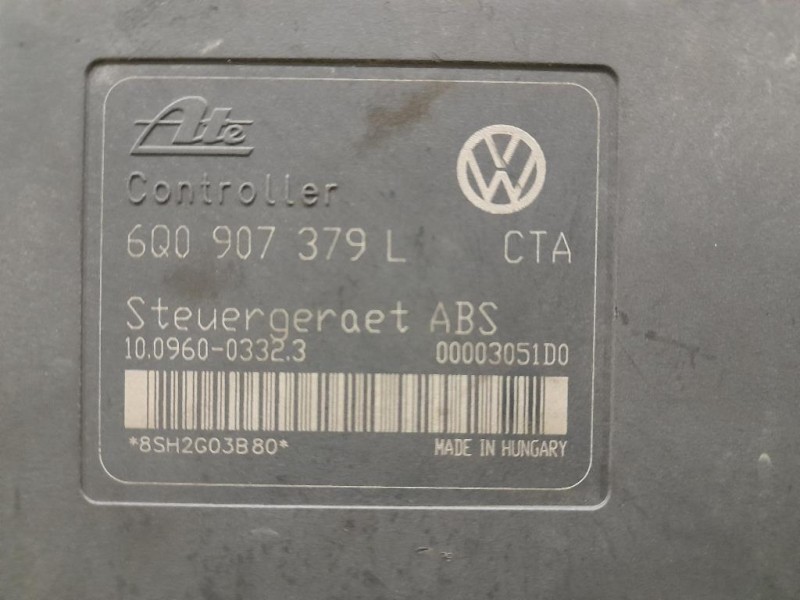 Ate
Controller
6Q0 907 379 L CTA
Steuergeraet ABS
10.0960-0332.3 00003051D0
*8SH2G03B80*
MADE IN HUNGARY